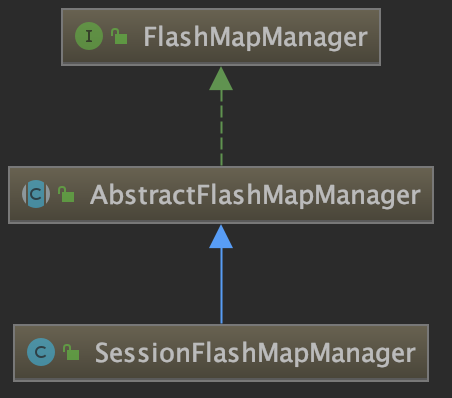 I FlashMapManager
C AbstractFlashMapManager
C SessionFlashMapManager